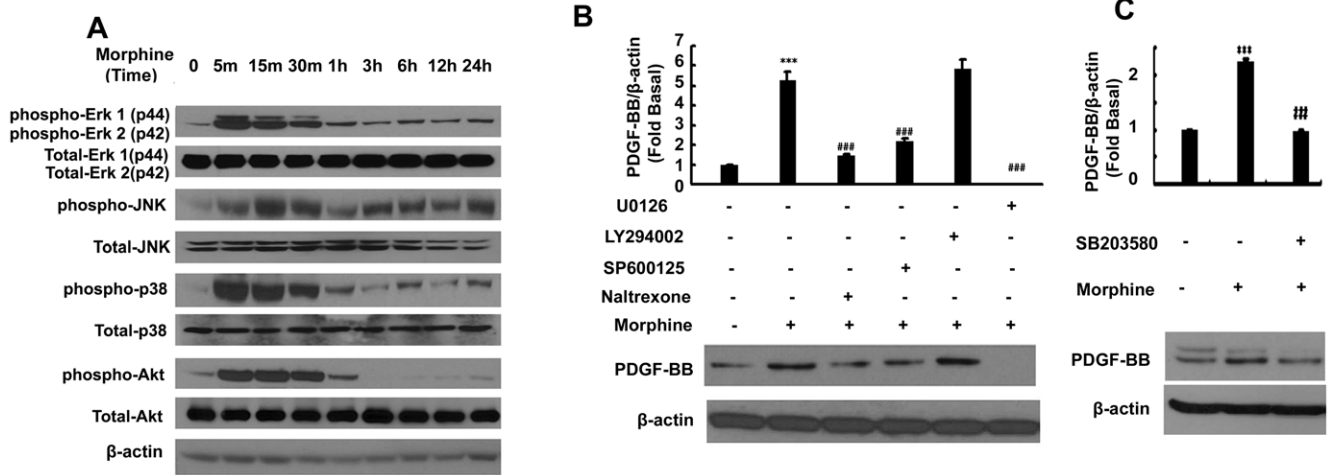 A
Morphine
(Time)
0 5m 15m 30m 1h 3h 6h 12h 24h
phospho-Erk 1 (p44)
phospho-Erk 2 (p42)
Total-Erk 1(p44)
Total-Erk 2(p42)
phospho-JNK
Total-JNK
phospho-p38
Total-p38
phospho-Akt
Total-Akt
β-actin
B
PDGF-BB/β-actin
(Fold Basal)
7
6
5
4
3
2
1
0
***
###
###
###
U0126 - - - - - +
LY294002 - - - - + -
SP600125 - - - + - -
Naltrexone - - + - - -
Morphine - + + + + +
PDGF-BB
β-actin
C
PDGF-BB/β-actin
(Fold Basal)
2
1
0
‡‡‡
###
SB203580 - - +
Morphine - + +
PDGF-BB
β-actin